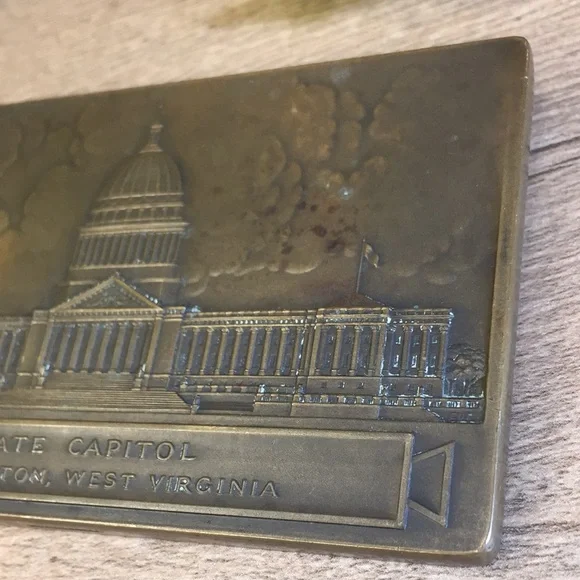 ATE CAPITOL
TON, WEST VIRGINIA